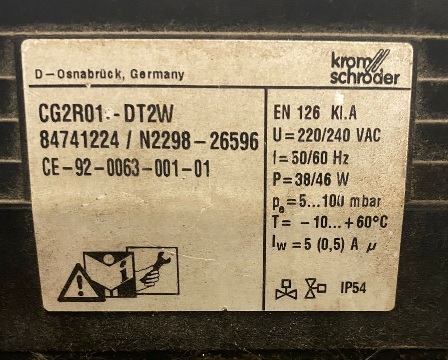 krom schröder
D-Osnabrück, Germany
CG2R01-DT2W
84741224 / N2298-26596
CE-92-0063-001-01
EN 126 Kl.A
U = 220/240 VAC
f = 50/60 Hz
P = 38/46 W
pe = 5...100 mbar
T = -10...+60°C
Iw = 5 (0,5) A µ
IP54